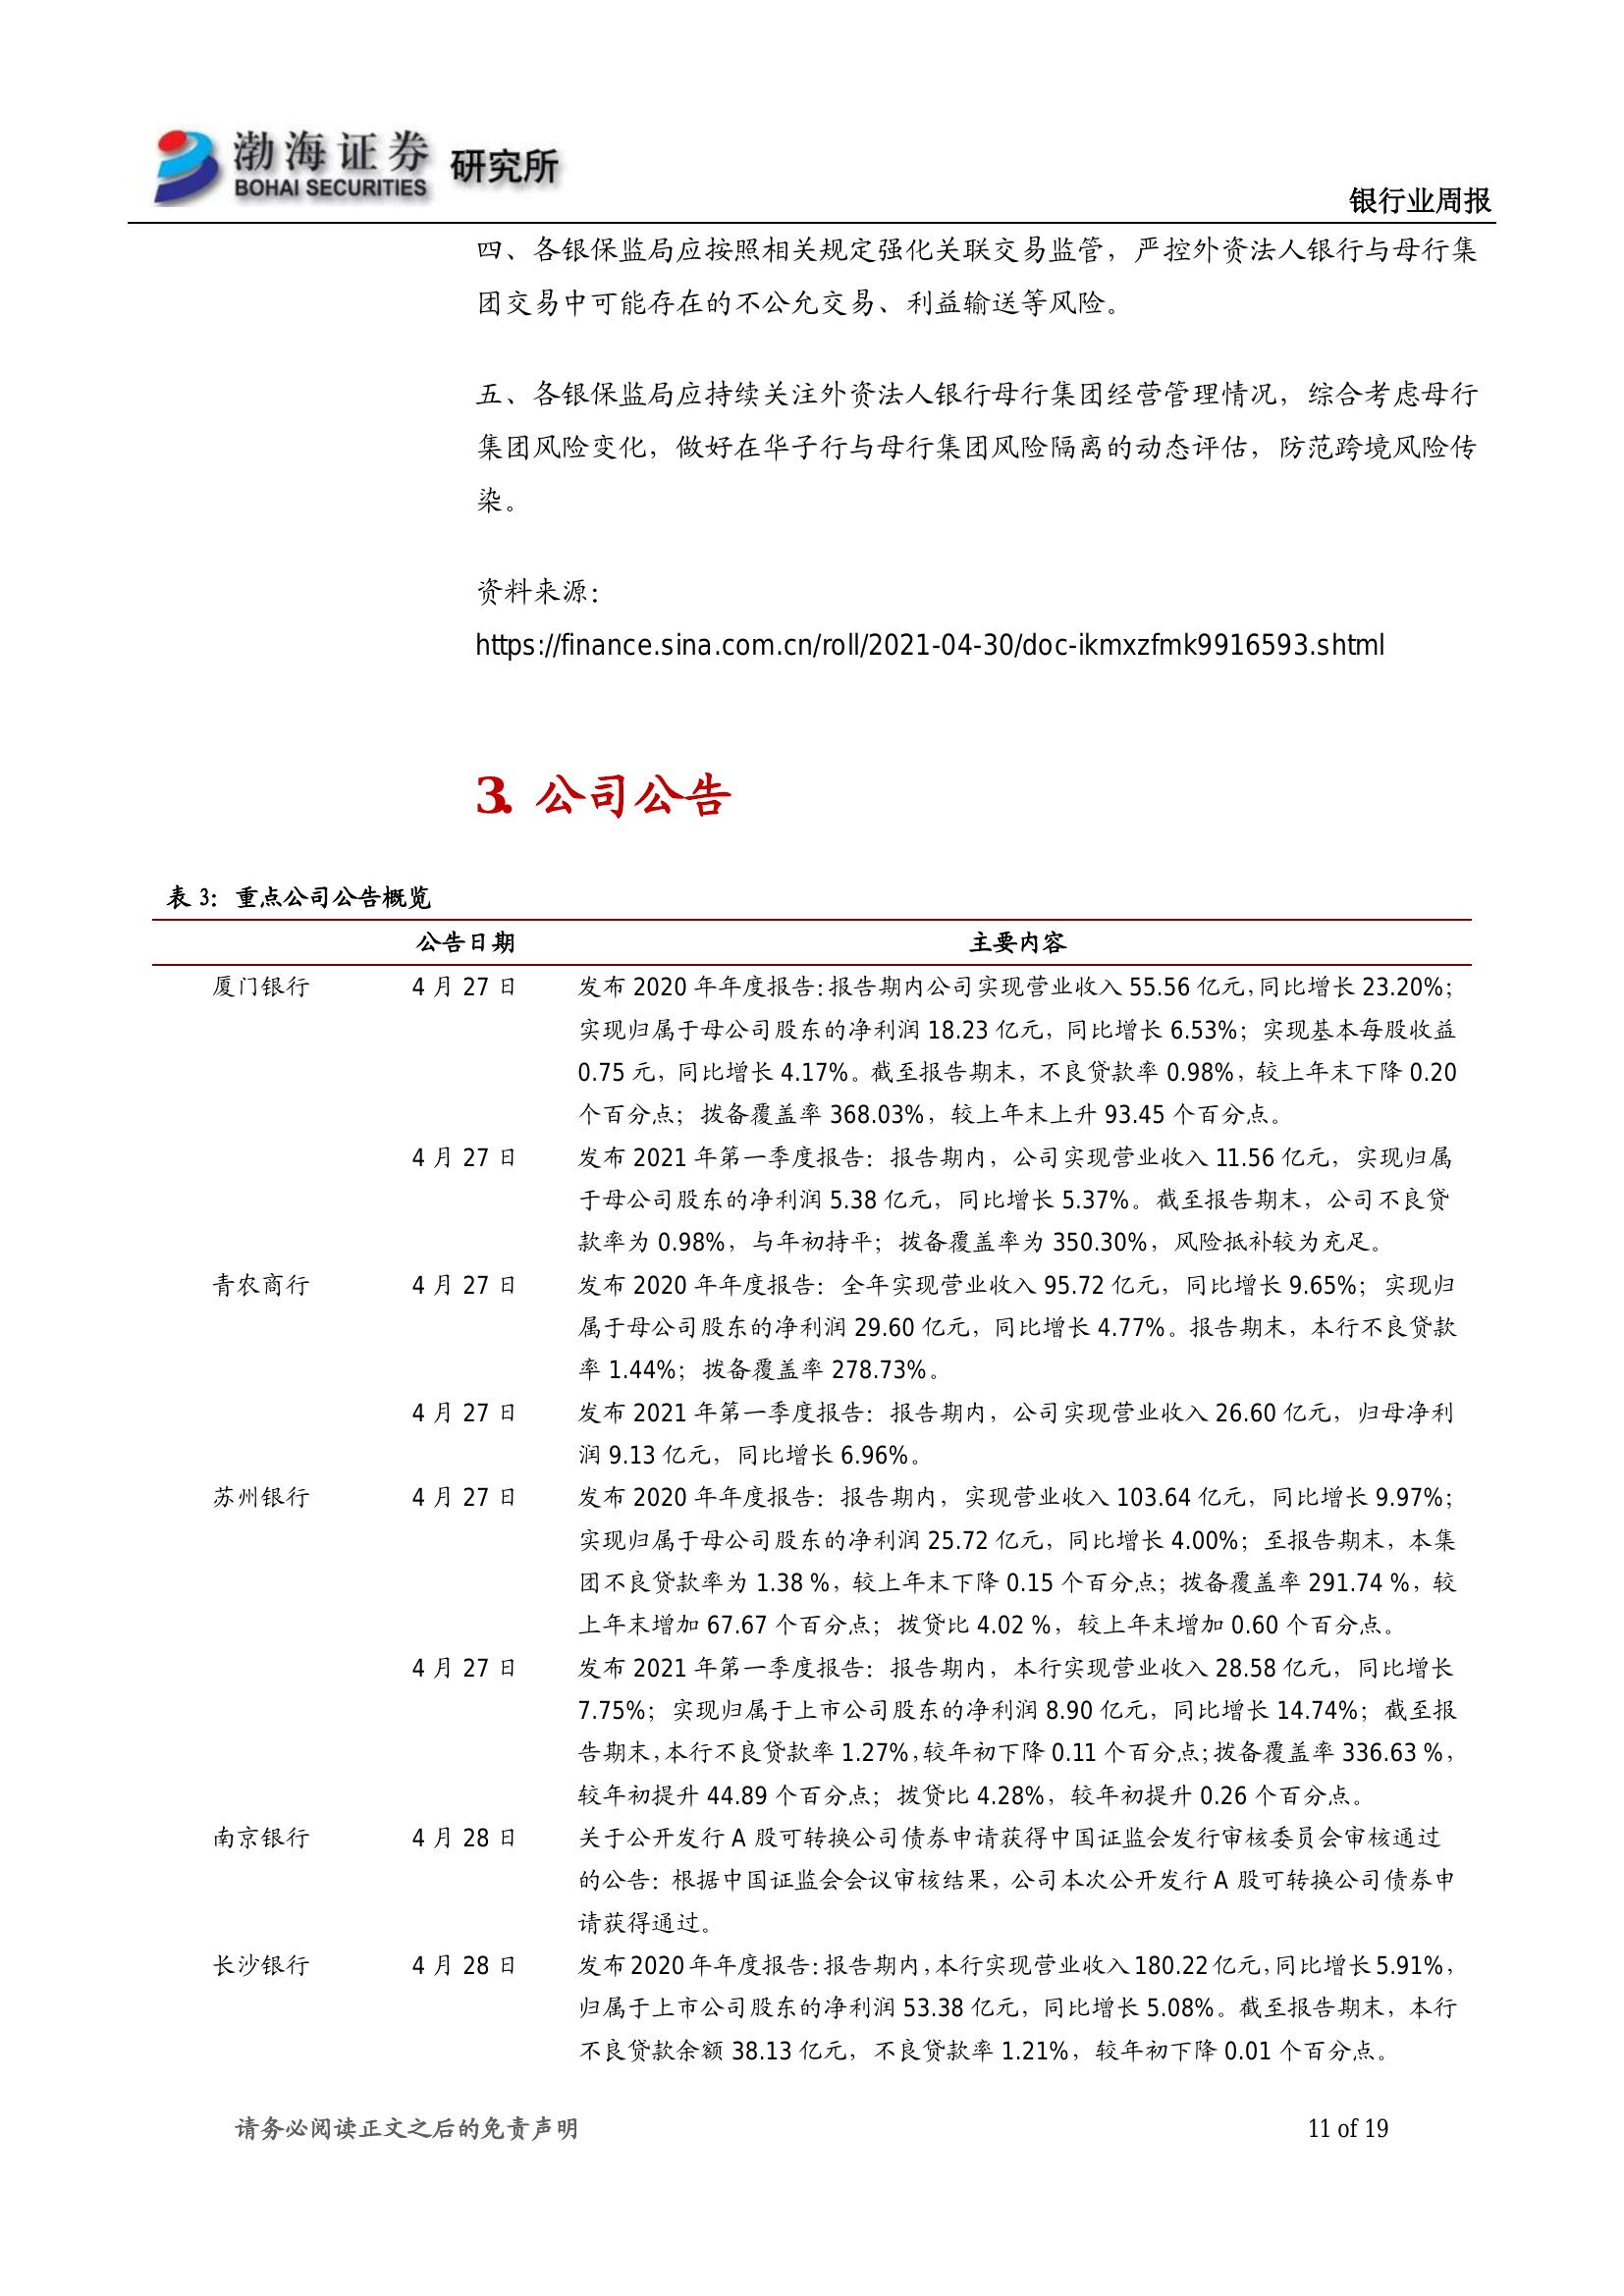 渤海证券 研究所
BOHAI SECURITIES
银行业周报
四、各银保监局应按照相关规定强化关联交易监管，严控外资法人银行与母行集
团交易中可能存在的不公允交易、利益输送等风险。
五、各银保监局应持续关注外资法人银行母行集团经营管理情况，综合考虑母行
集团风险变化，做好在华子行与母行集团风险隔离的动态评估，防范跨境风险传
染。
资料来源：
https://finance.sina.com.cn/roll/2021-04-30/doc-ikmxzfmk9916593.shtml
3. 公司公告
表 3：重点公司公告概览
公告日期 主要内容
厦门银行 4 月 27 日 发布 2020 年年度报告：报告期内公司实现营业收入 55.56 亿元，同比增长 23.20%；
实现归属于母公司股东的净利润 18.23 亿元，同比增长 6.53%；实现基本每股收益
0.75 元，同比增长 4.17%。截至报告期末，不良贷款率 0.98%，较上年末下降 0.20
个百分点；拨备覆盖率 368.03%，较上年末上升 93.45 个百分点。
4 月 27 日 发布 2021 年第一季度报告：报告期内，公司实现营业收入 11.56 亿元，实现归属
于母公司股东的净利润 5.38 亿元，同比增长 5.37%。截至报告期末，公司不良贷
款率为 0.98%，与年初持平；拨备覆盖率为 350.30%，风险抵补较为充足。
青农商行 4 月 27 日 发布 2020 年年度报告：全年实现营业收入 95.72 亿元，同比增长 9.65%；实现归
属于母公司股东的净利润 29.60 亿元，同比增长 4.77%。报告期末，本行不良贷款
率 1.44%；拨备覆盖率 278.73%。
4 月 27 日 发布 2021 年第一季度报告：报告期内，公司实现营业收入 26.60 亿元，归母净利
润 9.13 亿元，同比增长 6.96%。
苏州银行 4 月 27 日 发布 2020 年年度报告：报告期内，实现营业收入 103.64 亿元，同比增长 9.97%；
实现归属于母公司股东的净利润 25.72 亿元，同比增长 4.00%；至报告期末，本集
团不良贷款率为 1.38 %，较上年末下降 0.15 个百分点；拨备覆盖率 291.74 %，较
上年末增加 67.67 个百分点；拨贷比 4.02 %，较上年末增加 0.60 个百分点。
4 月 27 日 发布 2021 年第一季度报告：报告期内，本行实现营业收入 28.58 亿元，同比增长
7.75%；实现归属于上市公司股东的净利润 8.90 亿元，同比增长 14.74%；截至报
告期末，本行不良贷款率 1.27%，较年初下降 0.11 个百分点；拨备覆盖率 336.63 %，
较年初提升 44.89 个百分点；拨贷比 4.28%，较年初提升 0.26 个百分点。
南京银行 4 月 28 日 关于公开发行 A 股可转换公司债券申请获得中国证监会发行审核委员会审核通过
的公告：根据中国证监会会议审核结果，公司本次公开发行 A 股可转换公司债券申
请获得通过。
长沙银行 4 月 28 日 发布 2020 年年度报告：报告期内，本行实现营业收入 180.22 亿元，同比增长 5.91%，
归属于上市公司股东的净利润 53.38 亿元，同比增长 5.08%。截至报告期末，本行
不良贷款余额 38.13 亿元，不良贷款率 1.21%，较年初下降 0.01 个百分点。
请务必阅读正文之后的免责声明 11 of 19